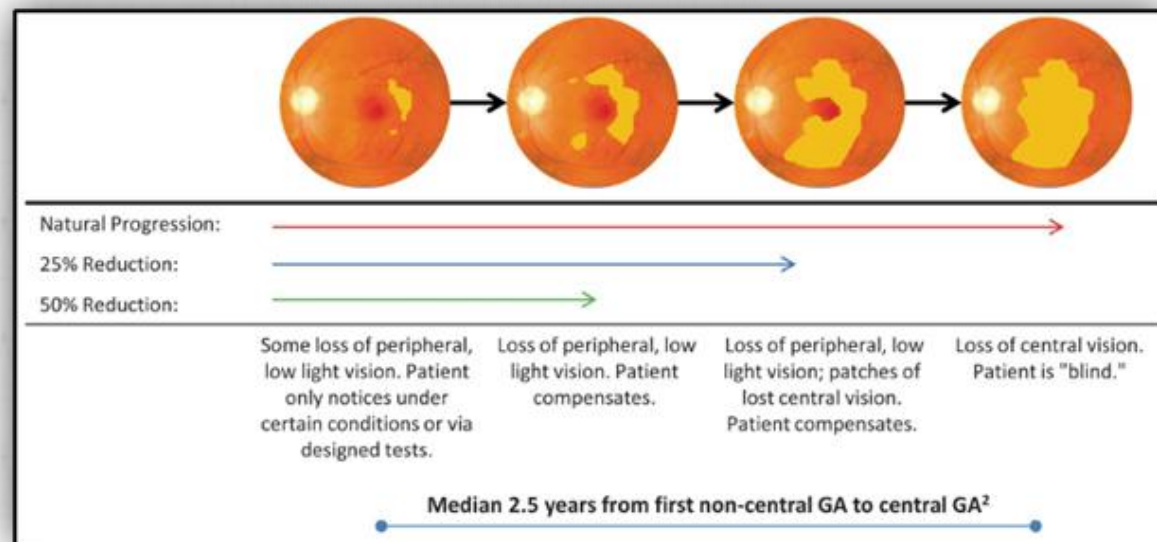 Natural Progression:
25% Reduction:
50% Reduction:
Some loss of peripheral,
low light vision. Patient
only notices under
certain conditions or via
designed tests.
Loss of peripheral, low
light vision. Patient
compensates.
Loss of peripheral, low
light vision; patches of
lost central vision.
Patient compensates.
Loss of central vision.
Patient is "blind."
Median 2.5 years from first non-central GA to central GA²